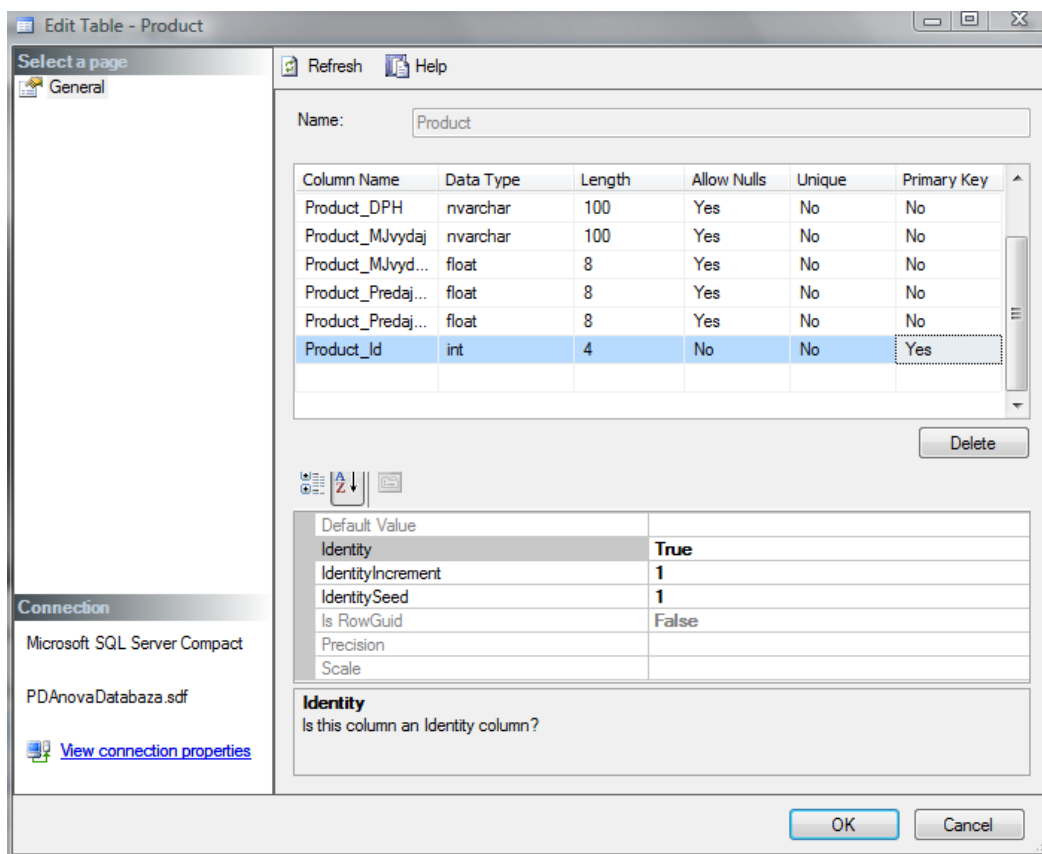 Edit Table - Product
Select a page
General
Refresh Help
Name: Product
Column Name Data Type Length Allow Nulls Unique Primary Key
Product_DPH nvarchar 100 Yes No No
Product_MJvydaj nvarchar 100 Yes No No
Product_MJvyd... float 8 Yes No No
Product_Predaj... float 8 Yes No No
Product_Predaj... float 8 Yes No No
Product_Id int 4 No No Yes
Delete
Default Value
Identity True
IdentityIncrement 1
IdentitySeed 1
Is RowGuid False
Precision
Scale
Identity
Is this column an Identity column?
Connection
Microsoft SQL Server Compact
PDAnovaDatabaza.sdf
View connection properties
OK Cancel